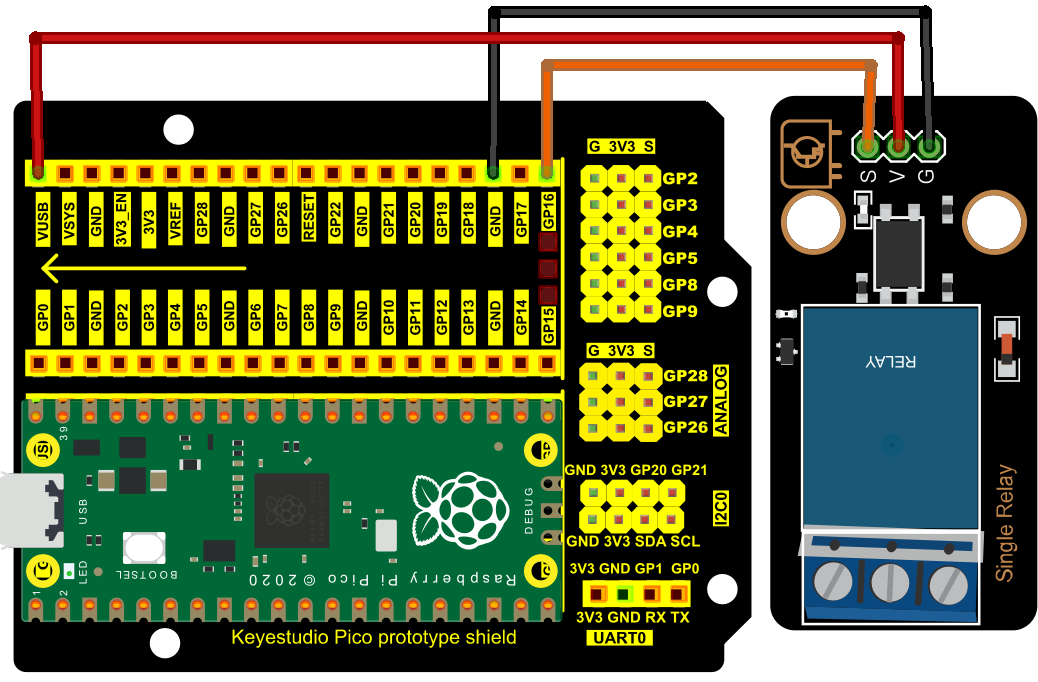 G 3V3 S
GP2
GP3
GP4
GP5
GP8
GP9
VUSB VSYS GND 3V3_EN 3V3 VREF GP28 GND GP27 GP26 RESET GP22 GND GP21 GP20 GP19 GP18 GND GP17 GP16
GP0 GP1 GND GP2 GP3 GP4 GP5 GND GP6 GP7 GP8 GP9 GND GP10 GP11 GP12 GP13 GND GP14 GP15
G 3V3 S
GP28
GP27
GP26
ANALOG
GND 3V3 GP20 GP21
I2C0
GND 3V3 SDA SCL
3V3 GND GP1 GP0
3V3 GND RX TX
UART0
39
USB
DEBUG
LED
BOOTSEL
1
2
Raspberry Pi Pico © 2020
Keyestudio Pico prototype shield
S V G
RELAY
Single Relay